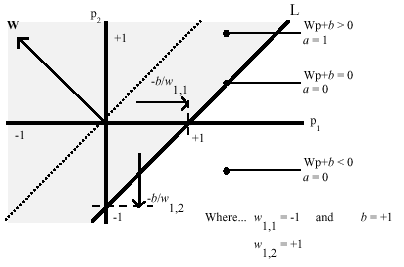 W
p2
L
Wp+b > 0
a = 1
+1
Wp+b = 0
a = 0
-b/w1,1
-1
+1
p1
Wp+b < 0
a = 0
-b/w1,2
-1
Where... w1,1 = -1 and b = +1
w1,2 = +1